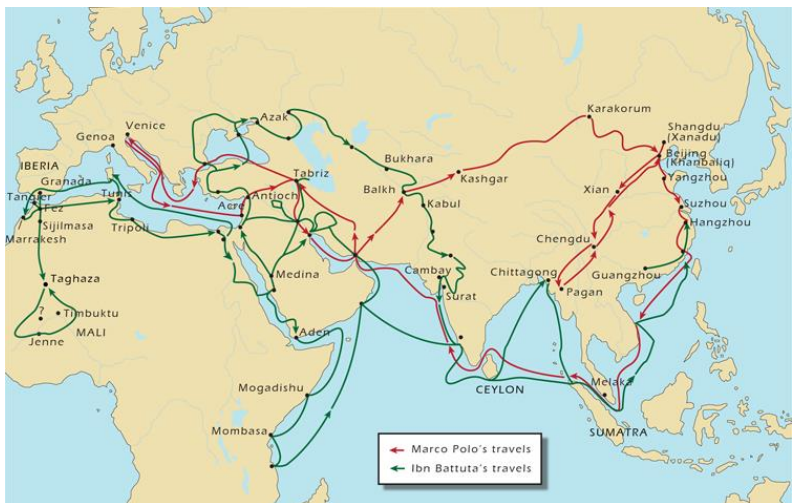 Karakorum
Azak
Venice
Genoa
Shangdu
(Xanadu)
Beijing
(Khanbaliq)
Bukhara
IBERIA
Tabriz
Kashgar
Yangzhou
Granada
Balkh
Xian
Tangier
Tunis
Antioch
Kabul
Suzhou
Fez
Acre
Hangzhou
Sijilmasa
Tripoli
Marrakesh
Chengdu
Medina
Cambay
Chittagong
Guangzhou
Taghaza
Surat
Pagan
?
Timbuktu
MALI
Aden
Jenne
Melaka
CEYLON
Mogadishu
SUMATRA
Mombasa
Marco Polo's travels
Ibn Battuta's travels